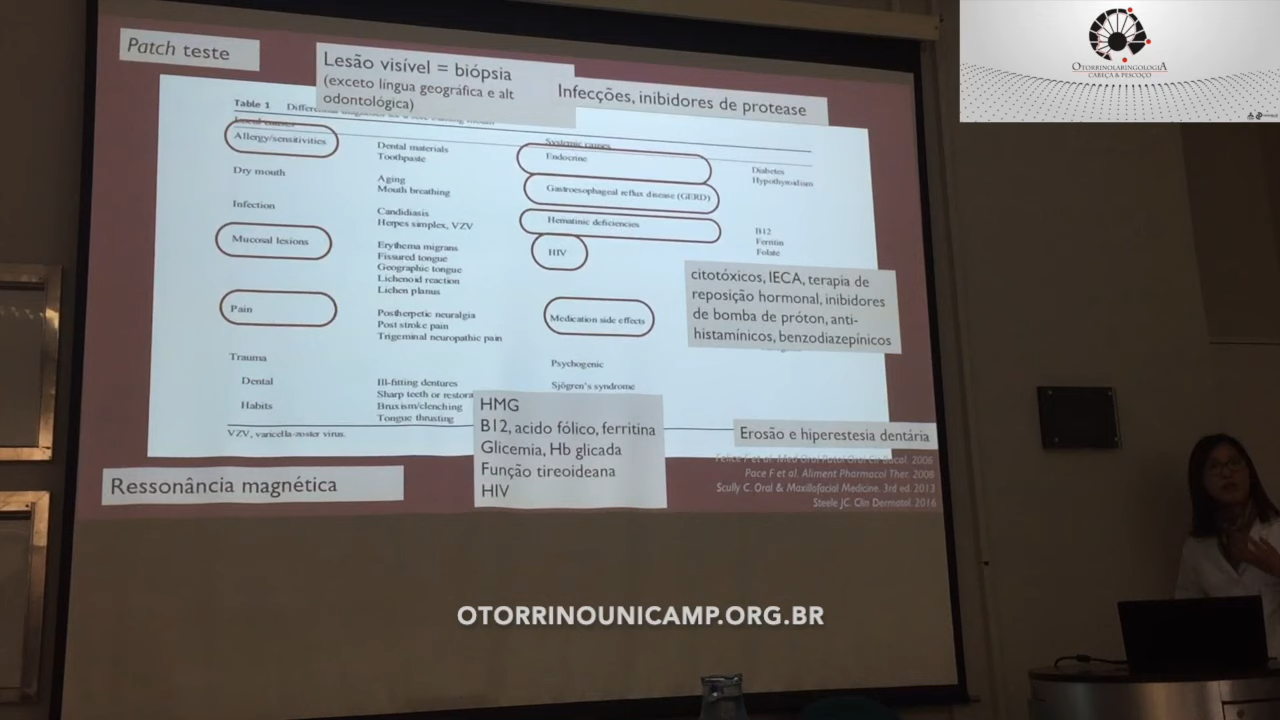 Patch teste
Lesão visível = biópsia
(exceto língua geográfica e alt
odontológica)
Infecções, inibidores de protease
OTORRINOLARINGOLOGIA
CABEÇA & PESCOÇO
Table 1
Allergy/sensitivities
Dental materials
Toothpaste
Dry mouth
Aging
Mouth breathing
Infection
Candidiasis
Herpes simplex, VZV
Mucosal lesions
Erythema migrans
Fissured tongue
Geographic tongue
Lichenoid reaction
Lichen planus
Pain
Postherpetic neuralgia
Post stroke pain
Trigeminal neuropathic pain
Trauma
Dental
Ill-fitting dentures
Sharp teeth or restora
Habits
Bruxism/clenching
Tongue thrusting
VZV, varicella-zoster virus.
Systemic causes
Endocrine
Diabetes
Hypothyroidism
Gastroesophageal reflux disease (GERD)
Hematinic deficiencies
B12
Ferritin
Folate
HIV
Medication side effects
Psychogenic
Sjögren's syndrome
citotóxicos, IECA, terapia de
reposição hormonal, inibidores
de bomba de próton, anti-
histamínicos, benzodiazepínicos
HMG
B12, acido fólico, ferritina
Glicemia, Hb glicada
Função tireoideana
HIV
Erosão e hiperestesia dentária
Ressonância magnética
Pace F et al. Aliment Pharmacol Ther. 2008
Scully C. Oral & Maxillofacial Medicine. 3rd ed. 2013
Steele JC. Clin Dermatol. 2016
OTORRINOUNICAMP.ORG.BR